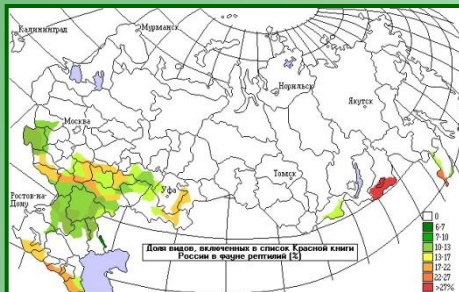 Мурманск
Калининград
Норильск
Якутск
Москва
Томск
Уфа
Ростов-на-
Дону
Доля видов, включенных в список Красной книги
России в фауне рептилий (%)
0
6-7
7-10
10-13
13-17
17-22
22-27
>27%